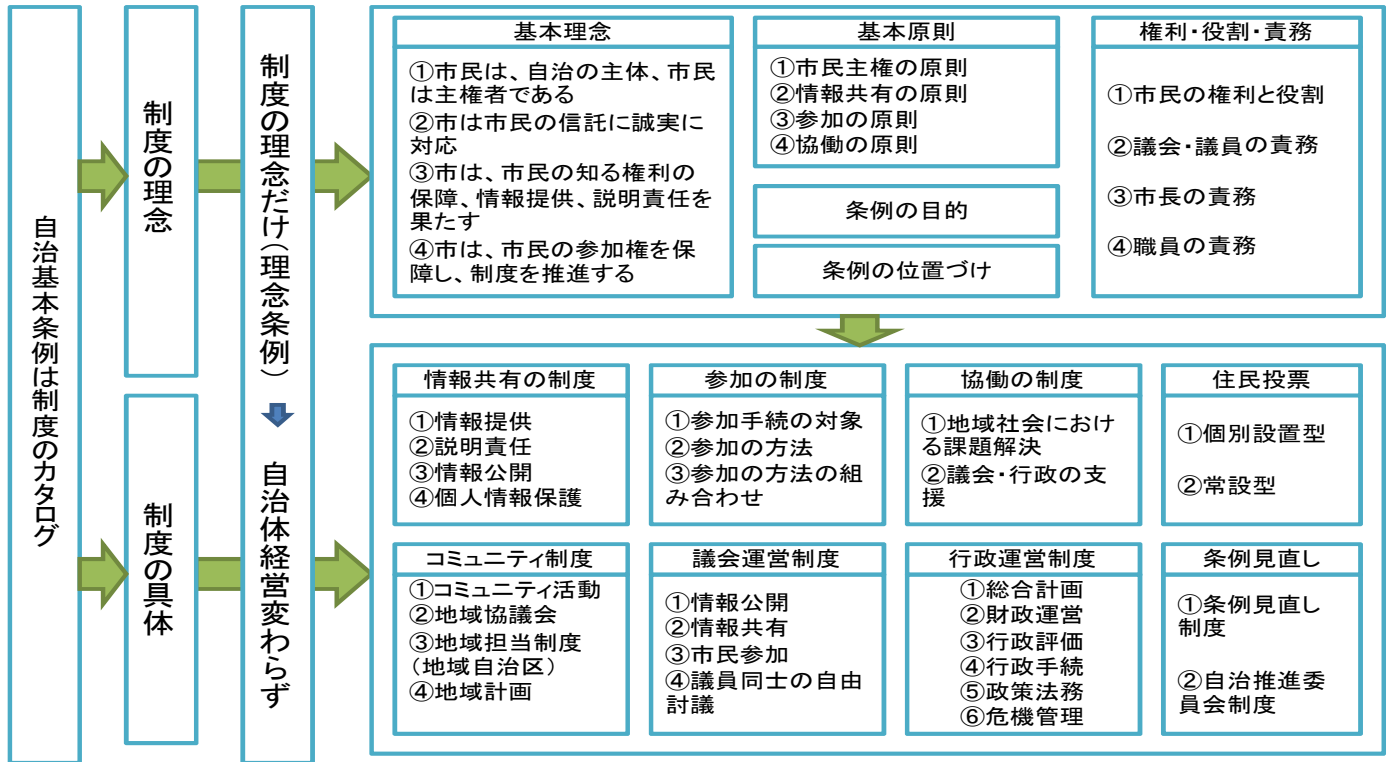 自治基本条例は制度のカタログ
制度の理念
制度の具体
制度の理念だけ(理念条例)
自治体経営変わらず
基本理念
①市民は、自治の主体、市民
は主権者である
②市は市民の信託に誠実に
対応
③市は、市民の知る権利の
保障、情報提供、説明責任を
果たす
④市は、市民の参加権を保
障し、制度を推進する
基本原則
①市民主権の原則
②情報共有の原則
③参加の原則
④協働の原則
条例の目的
条例の位置づけ
権利・役割・責務
①市民の権利と役割
②議会・議員の責務
③市長の責務
④職員の責務
情報共有の制度
①情報提供
②説明責任
③情報公開
④個人情報保護
参加の制度
①参加手続の対象
②参加の方法
③参加の方法の組
み合わせ
協働の制度
①地域社会におけ
る課題解決
②議会・行政の支
援
住民投票
①個別設置型
②常設型
コミュニティ制度
①コミュニティ活動
②地域協議会
③地域担当制度
(地域自治区)
④地域計画
議会運営制度
①情報公開
②情報共有
③市民参加
④議員同士の自由
討議
行政運営制度
①総合計画
②財政運営
③行政評価
④行政手続
⑤政策法務
⑥危機管理
条例見直し
①条例見直し
制度
②自治推進委
員会制度